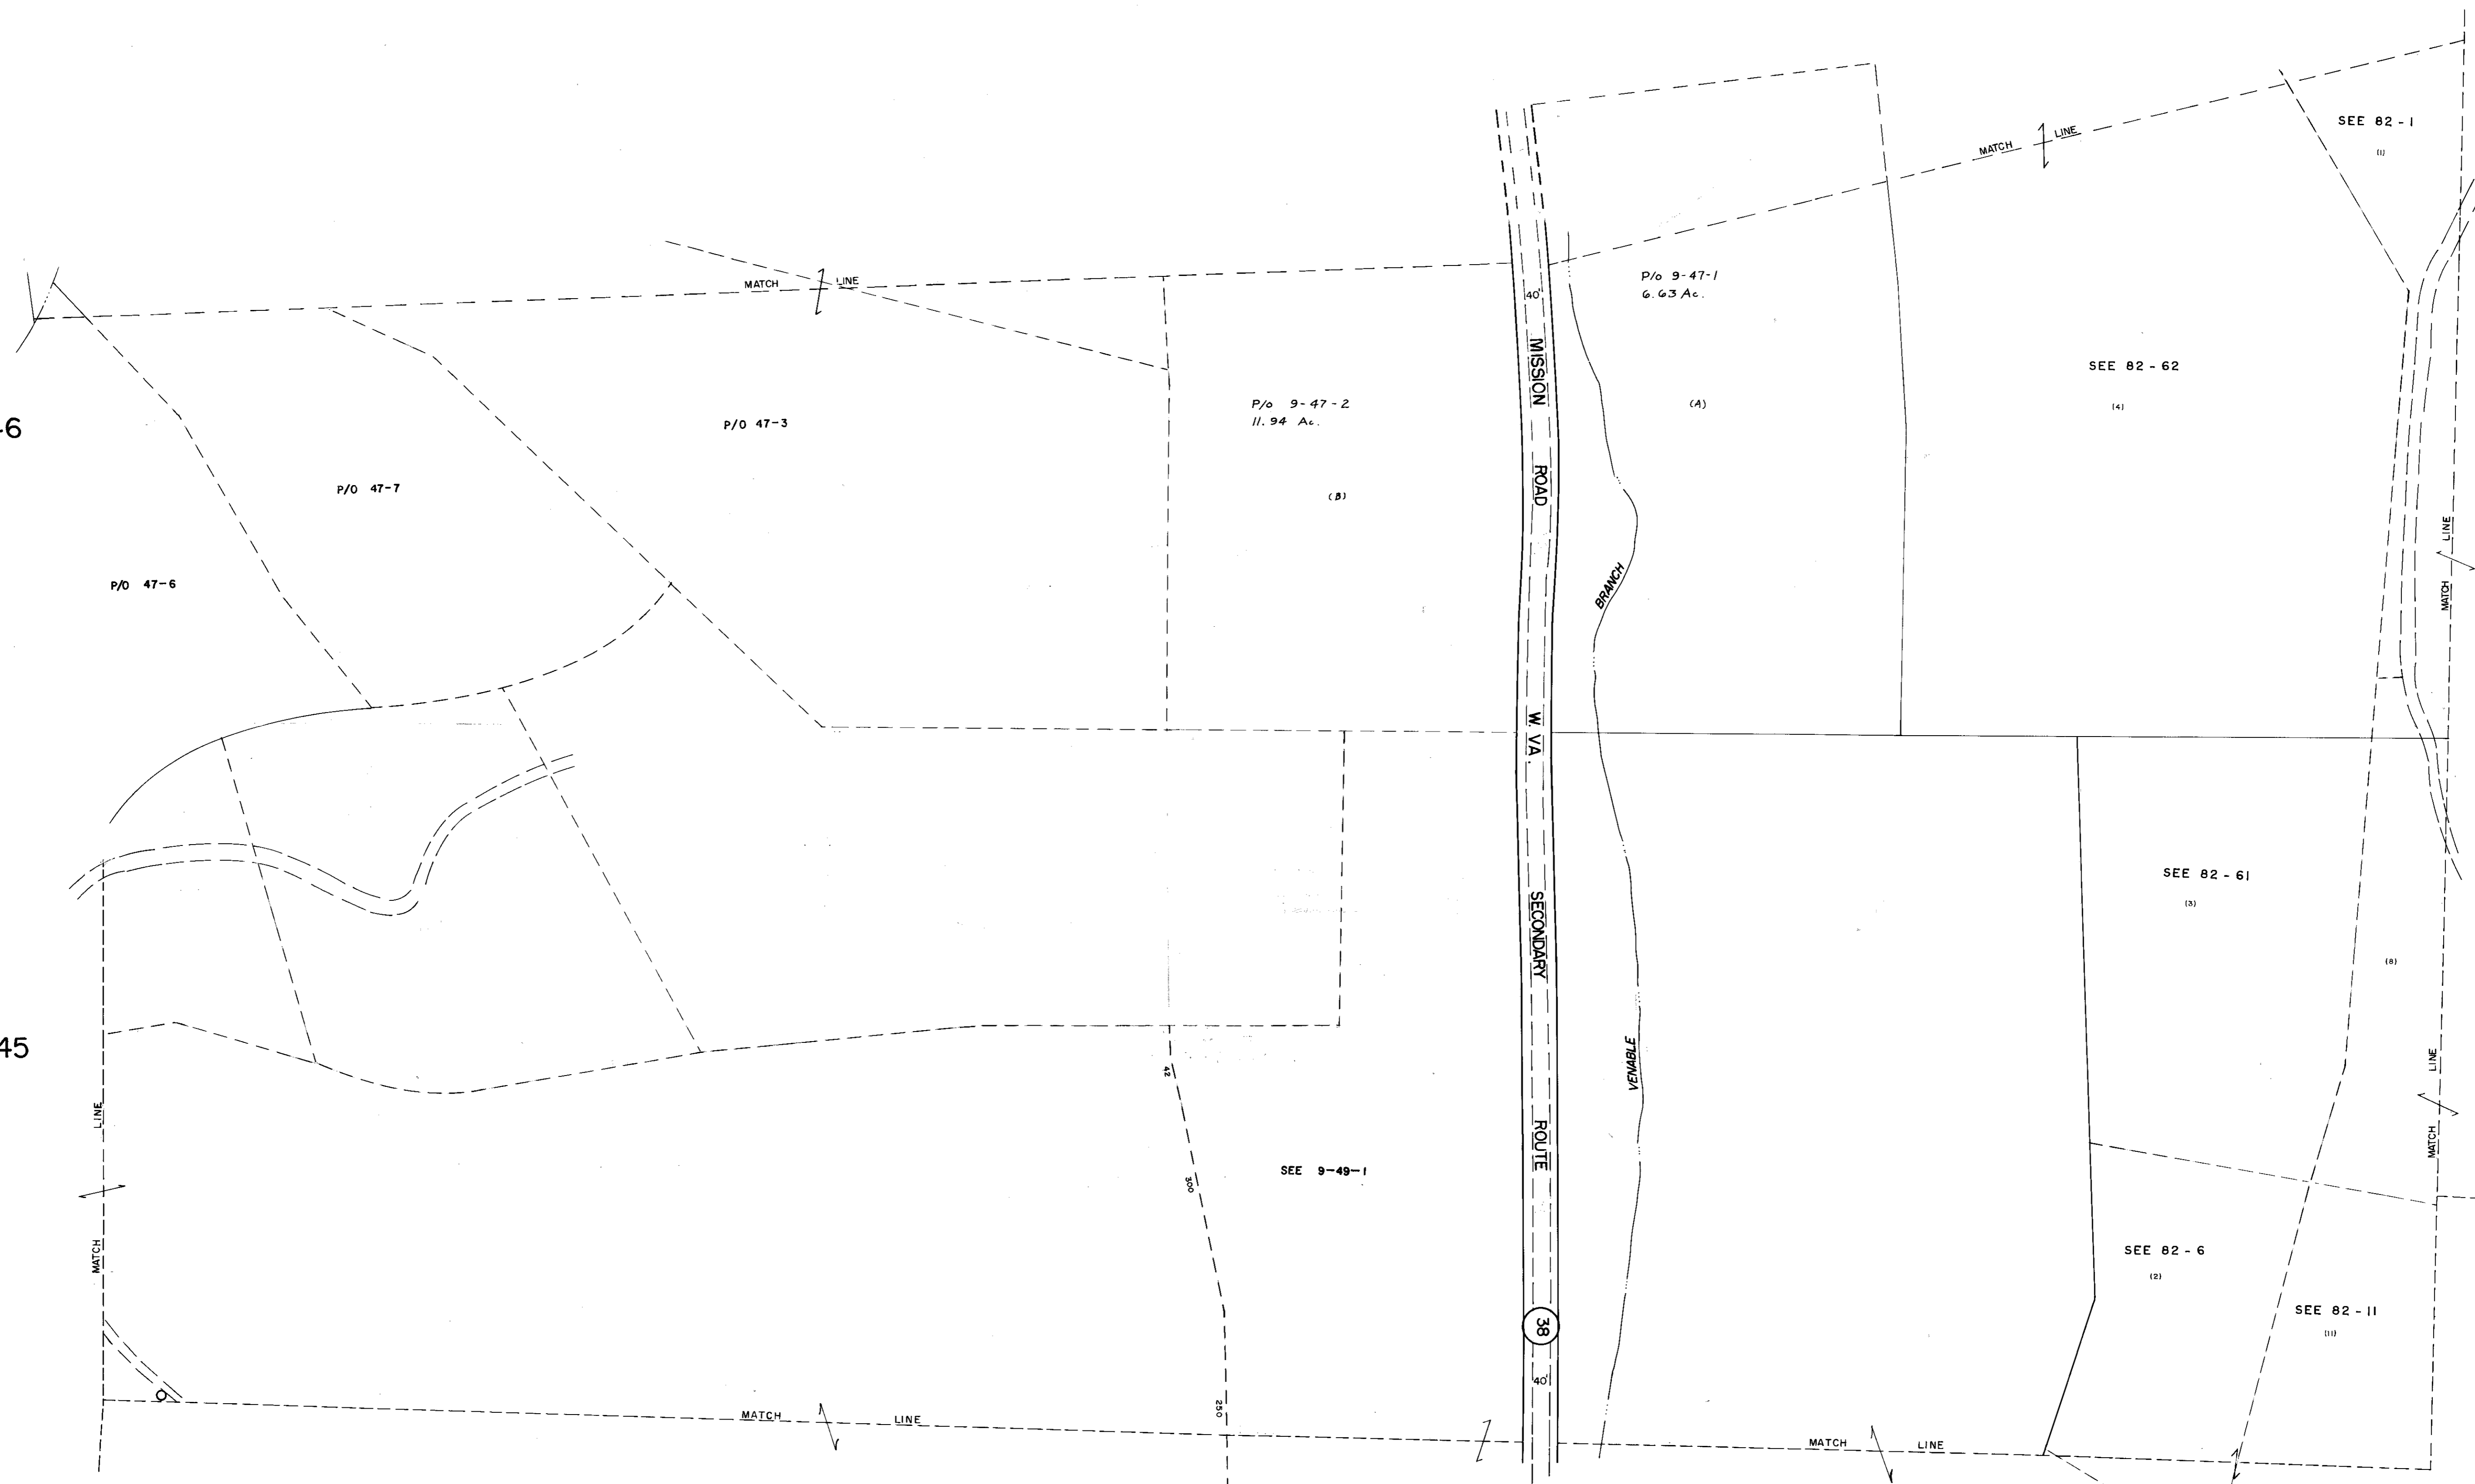 SEE 82-1
(1)
MATCH LINE
MATCH LINE
P/o 9-47-1
6.63 Ac.
(A)
40'
MISSION ROAD W. VA. SECONDARY ROUTE
38
40'
SEE 82-62
(4)
P/o 9-47-2
11.94 Ac.
(B)
P/O 47-3
P/O 47-7
P/O 47-6
-6
MATCH LINE
VENABLE BRANCH
SEE 82-61
(3)
(8)
45
42
300
250
SEE 9-49-1
MATCH LINE
MATCH LINE
SEE 82-6
(2)
SEE 82-11
(11)
MATCH LINE
MATCH LINE